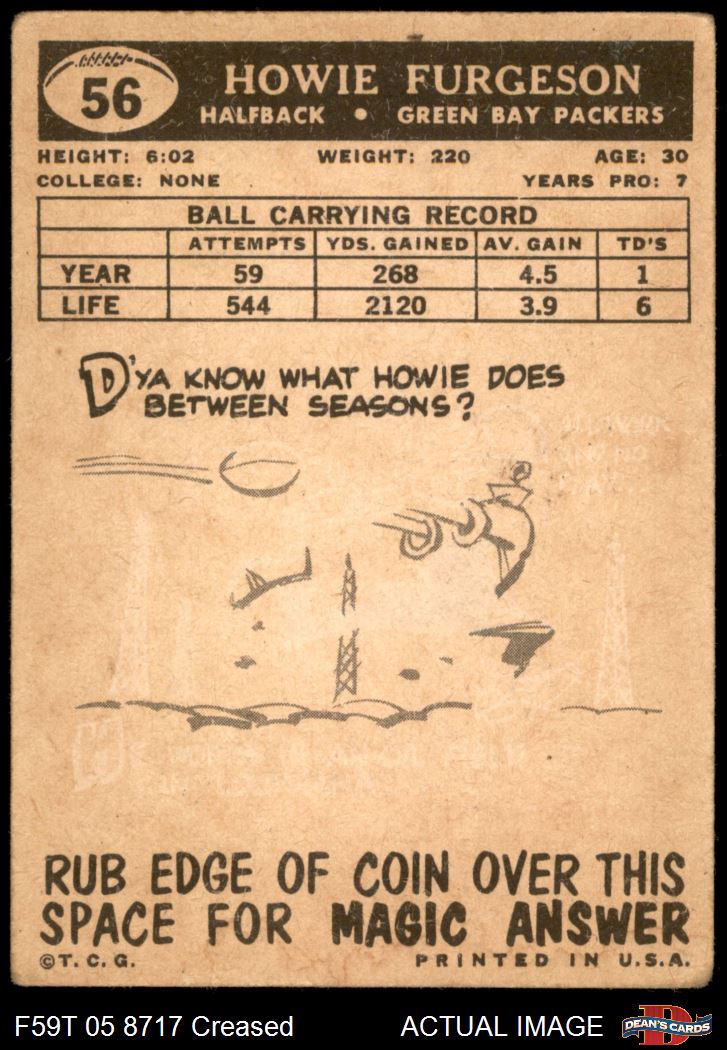 56
HOWIE FURGESON
HALFBACK • GREEN BAY PACKERS
HEIGHT: 6:02 WEIGHT: 220 AGE: 30
COLLEGE: NONE YEARS PRO: 7
BALL CARRYING RECORD
ATTEMPTS YDS. GAINED AV. GAIN TD'S
YEAR 59 268 4.5 1
LIFE 544 2120 3.9 6
D'YA KNOW WHAT HOWIE DOES
BETWEEN SEASONS?
RUB EDGE OF COIN OVER THIS
SPACE FOR MAGIC ANSWER
©T.C.G. PRINTED IN U.S.A.
F59T 05 8717 Creased ACTUAL IMAGE DEAN'S CARDS